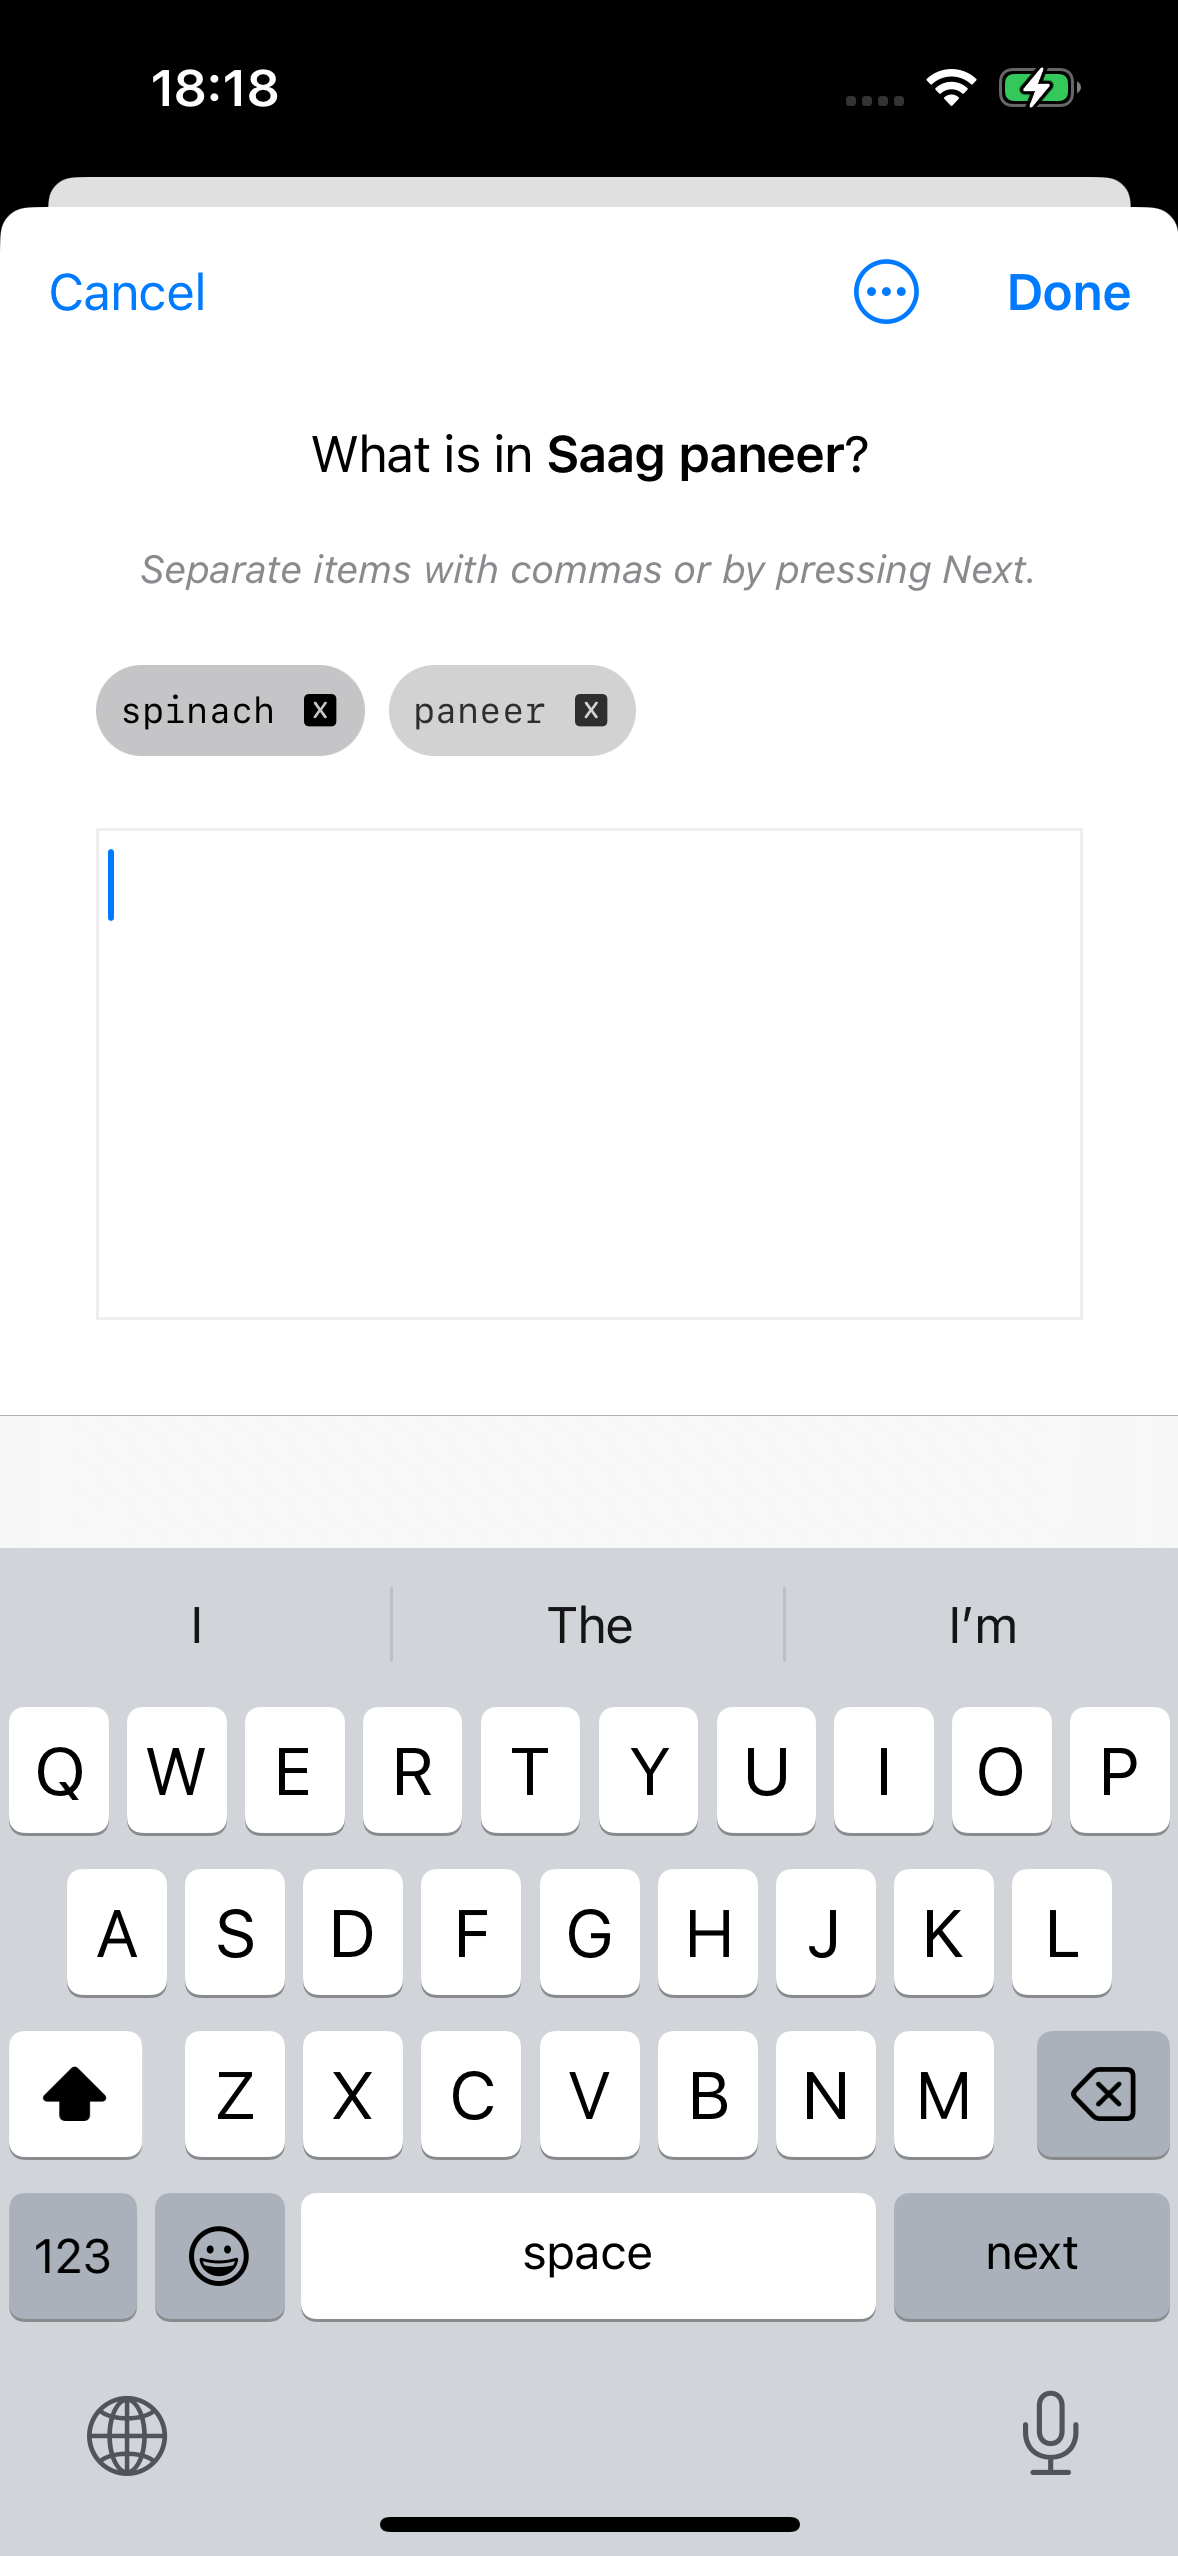 18:18
Cancel Done
What is in Saag paneer?
Separate items with commas or by pressing Next.
spinach x paneer x
I The I’m
Q W E R T Y U I O P
A S D F G H J K L
Z X C V B N M
123 space next